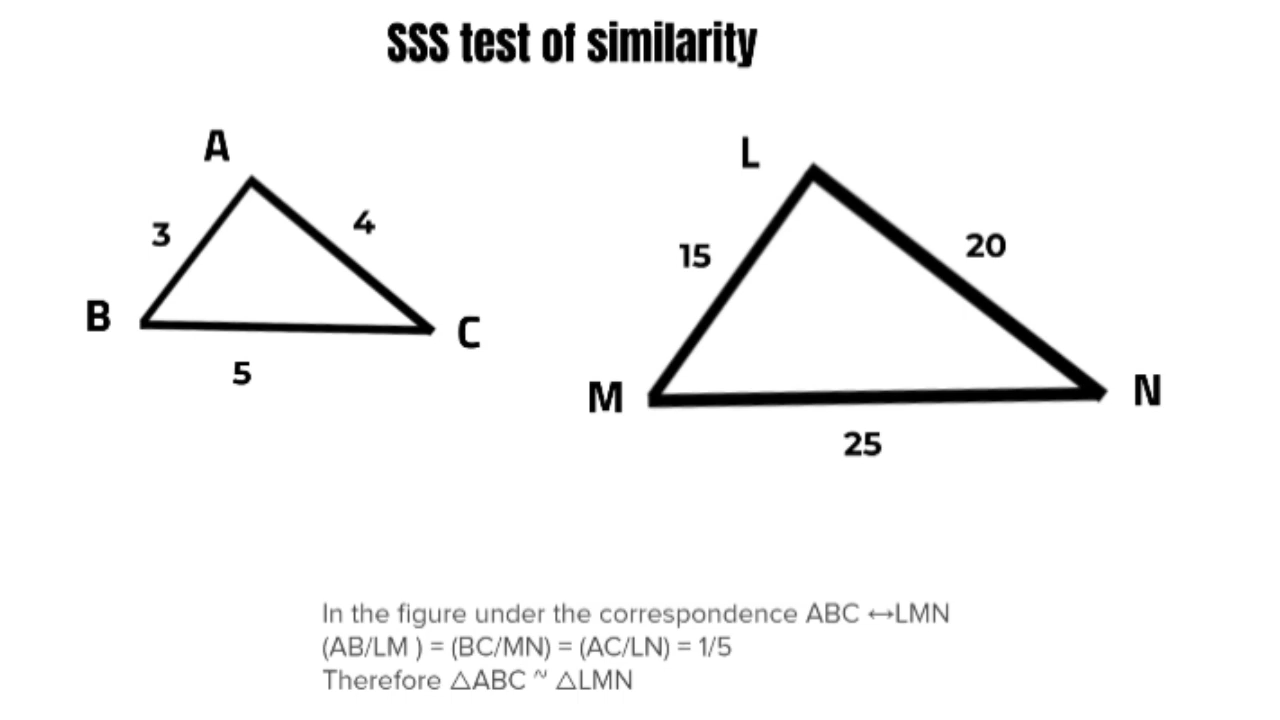 SSS test of similarity
A
3
4
B
C
5
L
15
20
M
N
25
In the figure under the correspondence ABC ↔LMN
(AB/LM ) = (BC/MN) = (AC/LN) = 1/5
Therefore △ABC ~ △LMN